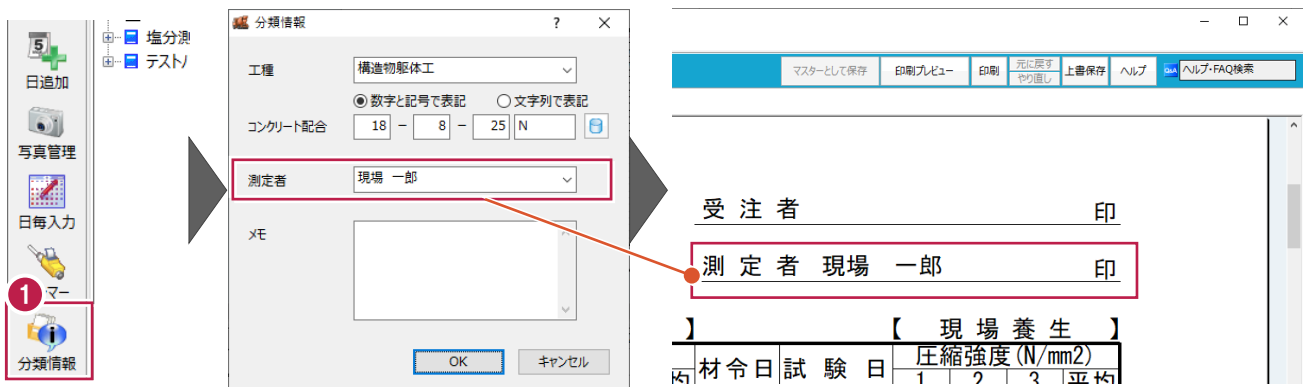 日追加
写真管理
日毎入力
マー
1
分類情報
塩分測
テスト
分類情報
?
工種
構造物躯体工
数字と記号で表記
文字列で表記
コンクリート配合
18 - 8 - 25 N
測定者
現場 一郎
メモ
OK
キャンセル
マスターとして保存
印刷プレビュー
印刷
元に戻す
やり直し
上書保存
ヘルプ
Q&A
ヘルプ・FAQ検索
受 注 者 印
測 定 者 現場 一郎 印
】 【 現 場 養 生 】
均 材令日 試 験 日 圧縮強度(N/mm2)
1 2 3 平均